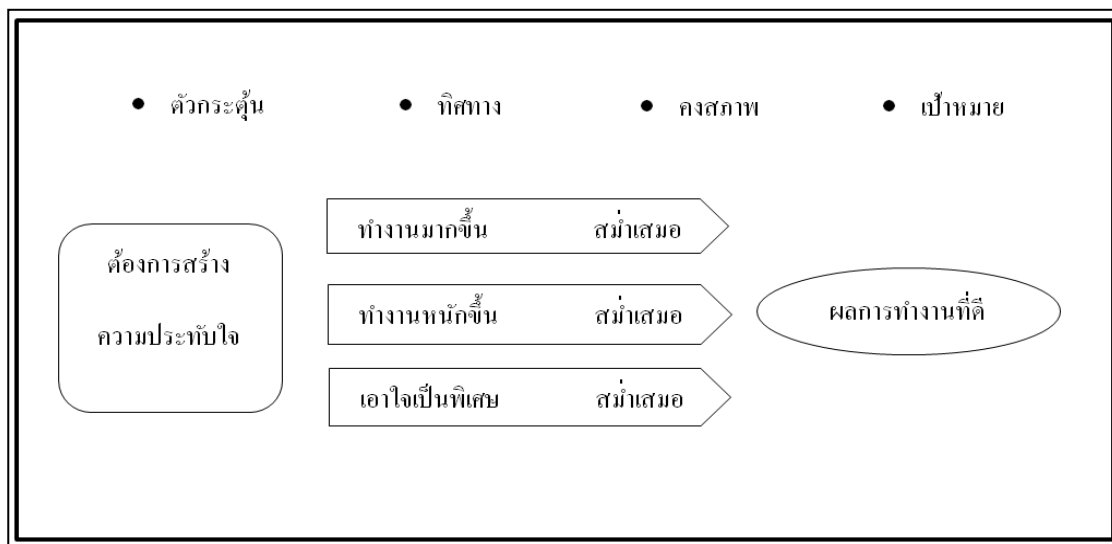 • ตัวกระตุ้น • ทิศทาง • คงสภาพ • เป้าหมาย
ต้องการสร้าง
ความประทับใจ
ทำงานมากขึ้น สม่ำเสมอ
ทำงานหนักขึ้น สม่ำเสมอ
เอาใจเป็นพิเศษ สม่ำเสมอ
ผลการทำงานที่ดี